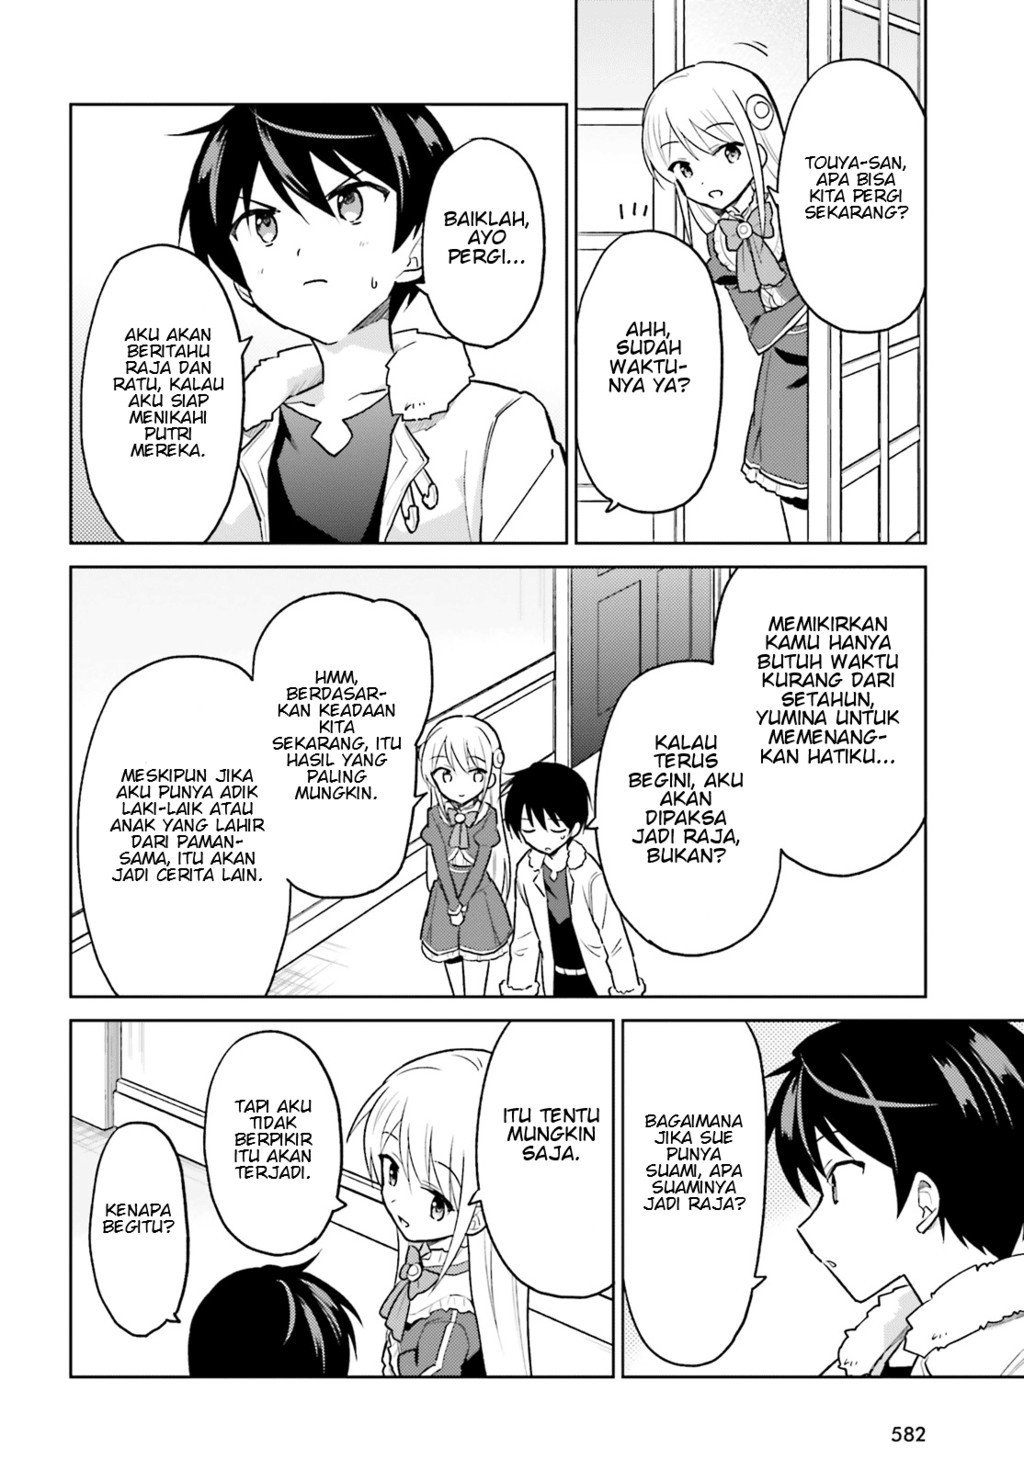 TOUYA-SAN,
APA BISA
KITA PERGI
SEKARANG?
AHH,
SUDAH
WAKTU-
NYA YA?
BAIKLAH,
AYO
PERGI...
AKU AKAN
BERITAHU
RAJA DAN
RATU, KALAU
AKU SIAP
MENIKAHI
PUTRI
MEREKA.
MEMIKIRKAN
KAMU HANYA
BUTUH WAKTU
KURANG DARI
SETAHUN,
YUMINA UNTUK
MEMENANG-
KAN HATIKU...
KALAU
TERUS
BEGINI, AKU
AKAN
DIPAKSA
JADI RAJA,
BUKAN?
HMM,
BERDASAR-
KAN KEADAAN
KITA
SEKARANG, ITU
HASIL YANG
PALING
MUNGKIN.
MESKIPUN JIKA
AKU PUNYA ADIK
LAKI-LAIK ATAU
ANAK YANG LAHIR
DARI PAMAN-
SAMA, ITU AKAN
JADI CERITA LAIN.
BAGAIMANA
JIKA SUE
PUNYA
SUAMI, APA
SUAMINYA
JADI RAJA?
ITU TENTU
MUNGKIN
SAJA.
TAPI AKU
TIDAK
BERPIKIR
ITU AKAN
TERJADI.
KENAPA
BEGITU?
582